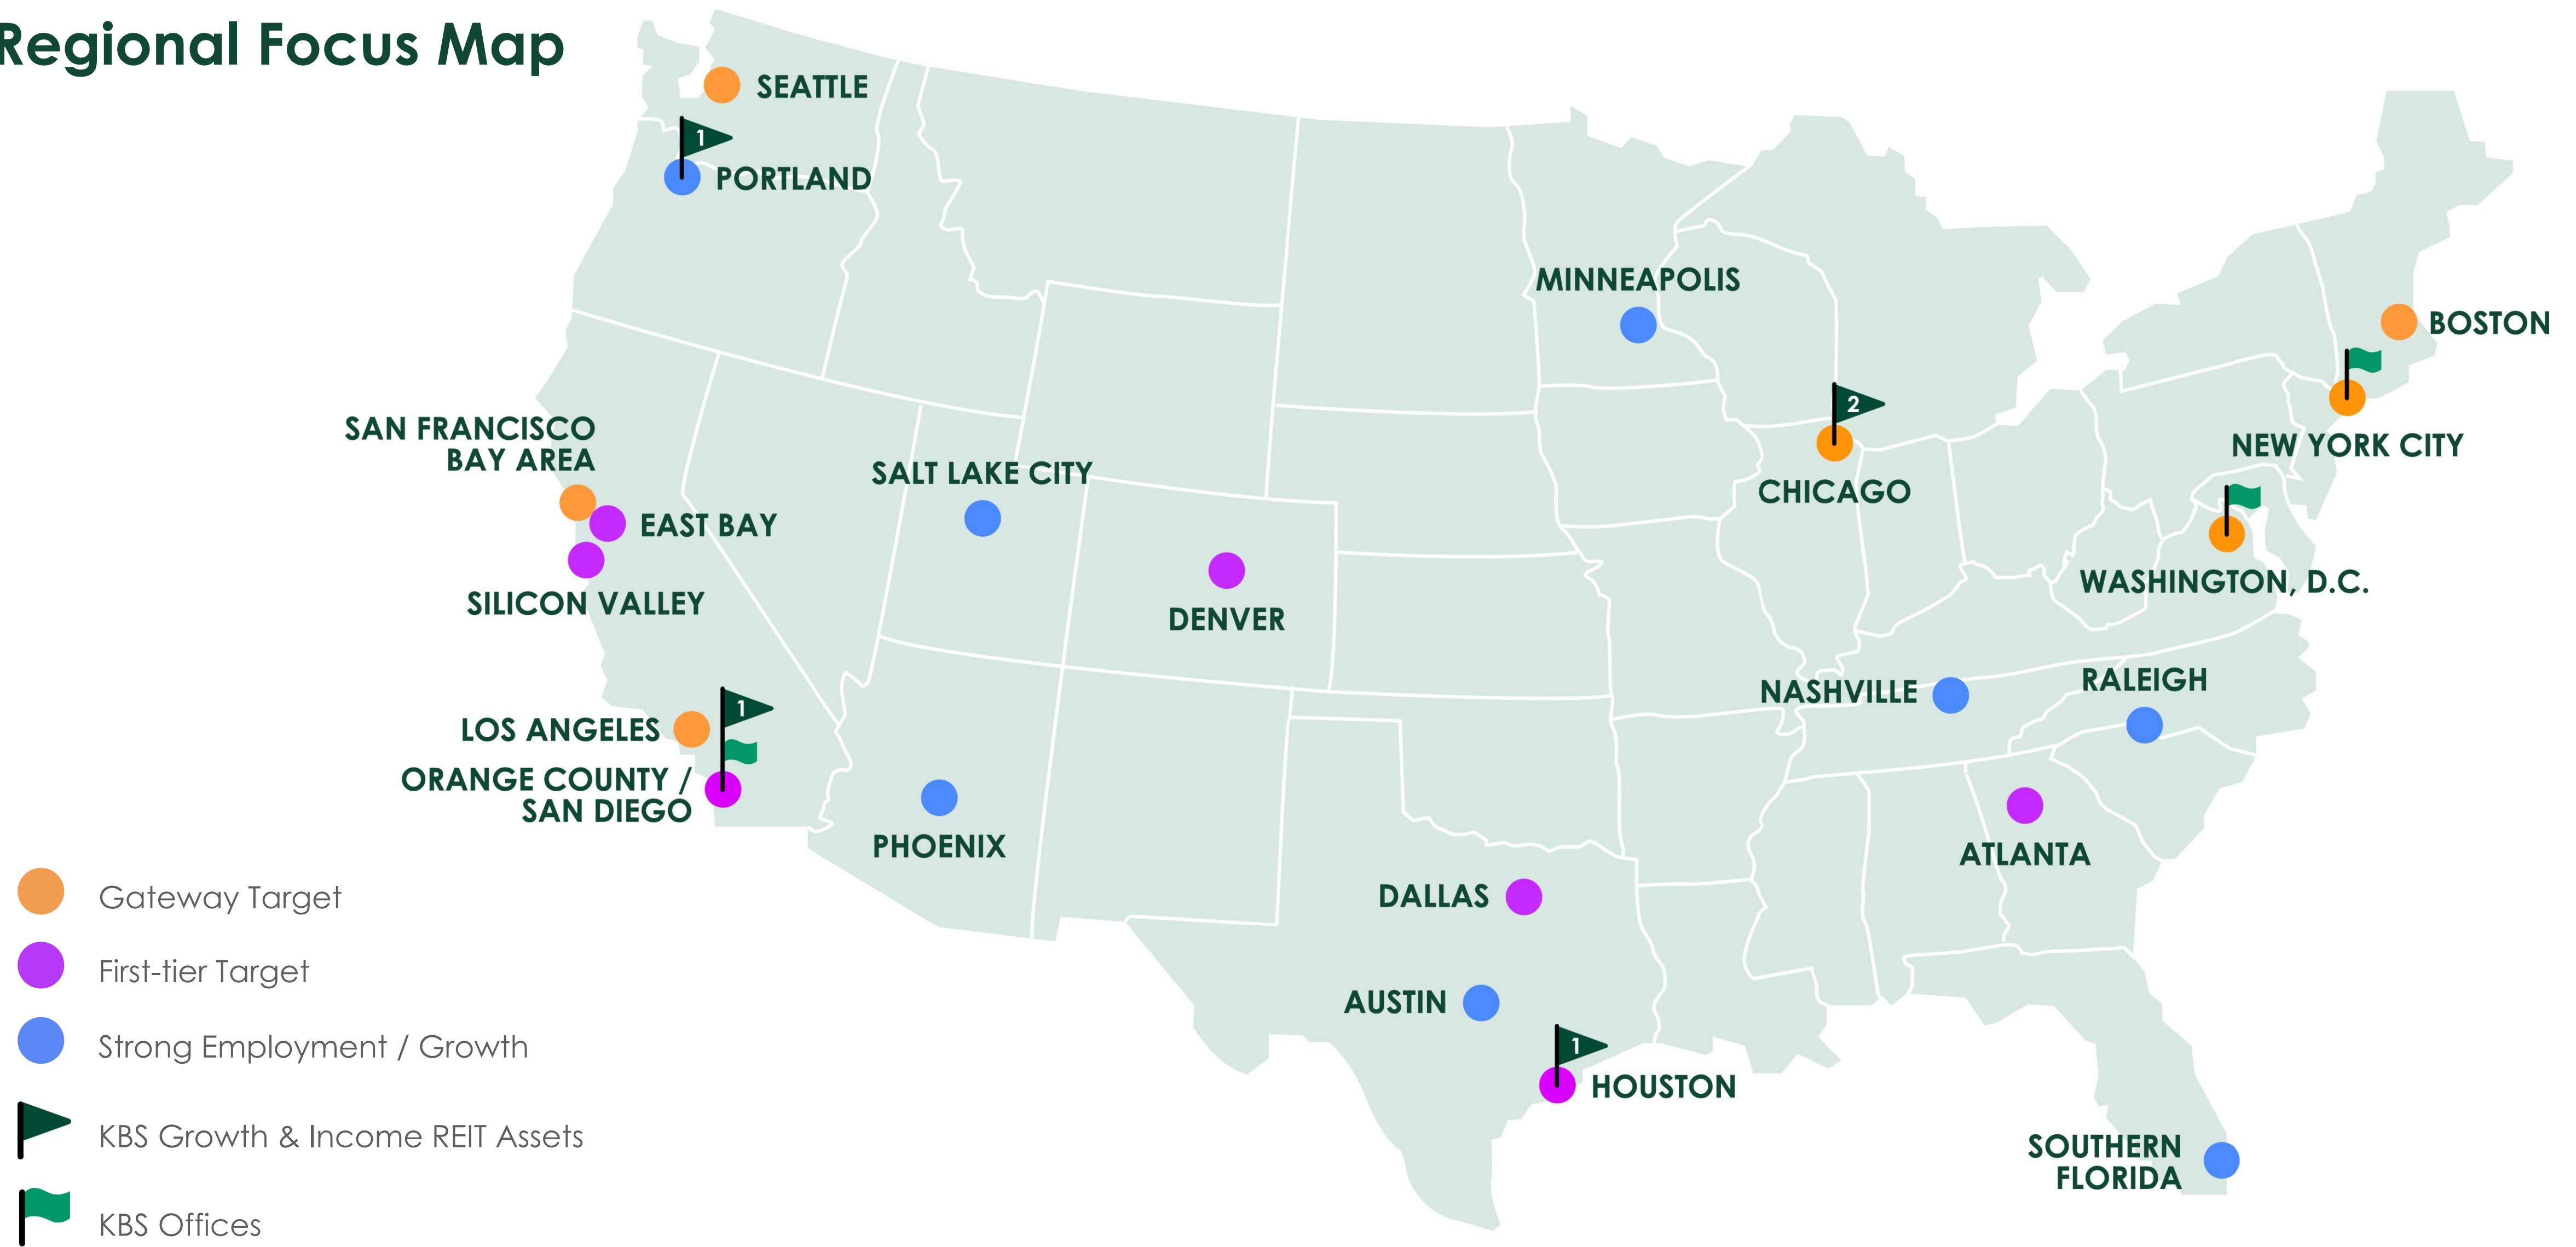 Regional Focus Map
SEATTLE
1
PORTLAND
MINNEAPOLIS
BOSTON
2
CHICAGO
NEW YORK CITY
SAN FRANCISCO
BAY AREA
EAST BAY
SILICON VALLEY
SALT LAKE CITY
DENVER
WASHINGTON, D.C.
NASHVILLE
RALEIGH
LOS ANGELES
1
ORANGE COUNTY /
SAN DIEGO
PHOENIX
ATLANTA
DALLAS
AUSTIN
1
HOUSTON
SOUTHERN
FLORIDA
Gateway Target
First-tier Target
Strong Employment / Growth
KBS Growth & Income REIT Assets
KBS Offices